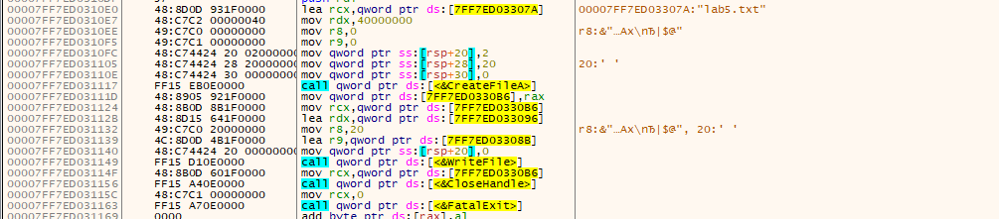 00007FF7ED0310E0 48:8D0D 931F0000 lea rcx,qword ptr ds:[7FF7ED03307A] 00007FF7ED03307A:"lab5.txt"
00007FF7ED0310E7 48:C7C2 00000040 mov rdx,40000000
00007FF7ED0310EE 49:C7C0 00000000 mov r8,0 r8:&"…Ax\nЂ|$@"
00007FF7ED0310F5 49:C7C1 00000000 mov r9,0
00007FF7ED0310FC 48:C74424 20 02000000 mov qword ptr ss:[rsp+20],2
00007FF7ED031105 48:C74424 28 20000000 mov qword ptr ss:[rsp+28],20 20:' '
00007FF7ED03110E 48:C74424 30 00000000 mov qword ptr ss:[rsp+30],0
00007FF7ED031117 FF15 EB0E0000 call qword ptr ds:[<&CreateFileA>]
00007FF7ED03111D 48:8905 921F0000 mov qword ptr ds:[7FF7ED0330B6],rax
00007FF7ED031124 48:8B0D 8B1F0000 mov rcx,qword ptr ds:[7FF7ED0330B6]
00007FF7ED03112B 48:8D15 641F0000 lea rdx,qword ptr ds:[7FF7ED033096]
00007FF7ED031132 49:C7C0 20000000 mov r8,20 r8:&"…Ax\nЂ|$@", 20:' '
00007FF7ED031139 4C:8D0D 4B1F0000 lea r9,qword ptr ds:[7FF7ED03308B]
00007FF7ED031140 48:C74424 20 00000000 mov qword ptr ss:[rsp+20],0
00007FF7ED031149 FF15 D10E0000 call qword ptr ds:[<&WriteFile>]
00007FF7ED03114F 48:8B0D 601F0000 mov rcx,qword ptr ds:[7FF7ED0330B6]
00007FF7ED031156 FF15 A40E0000 call qword ptr ds:[<&CloseHandle>]
00007FF7ED03115C 48:C7C1 00000000 mov rcx,0
00007FF7ED031163 FF15 A70E0000 call qword ptr ds:[<&FatalExit>]
00007FF7ED031169 0000 add byte ptr ds:[rax],al